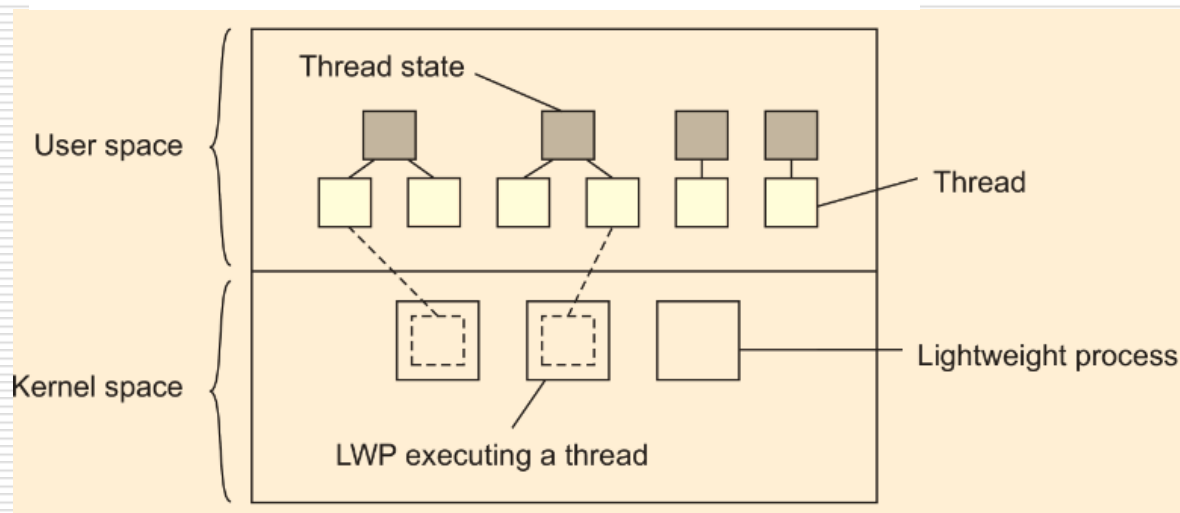 Thread state
User space
Thread
Kernel space
Lightweight process
LWP executing a thread